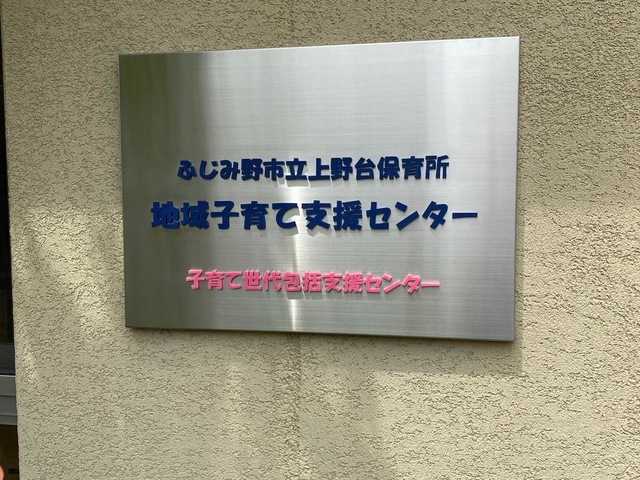 ふじみ野市立上野台保育所
地域子育て支援センター
子育て世代包括支援センター